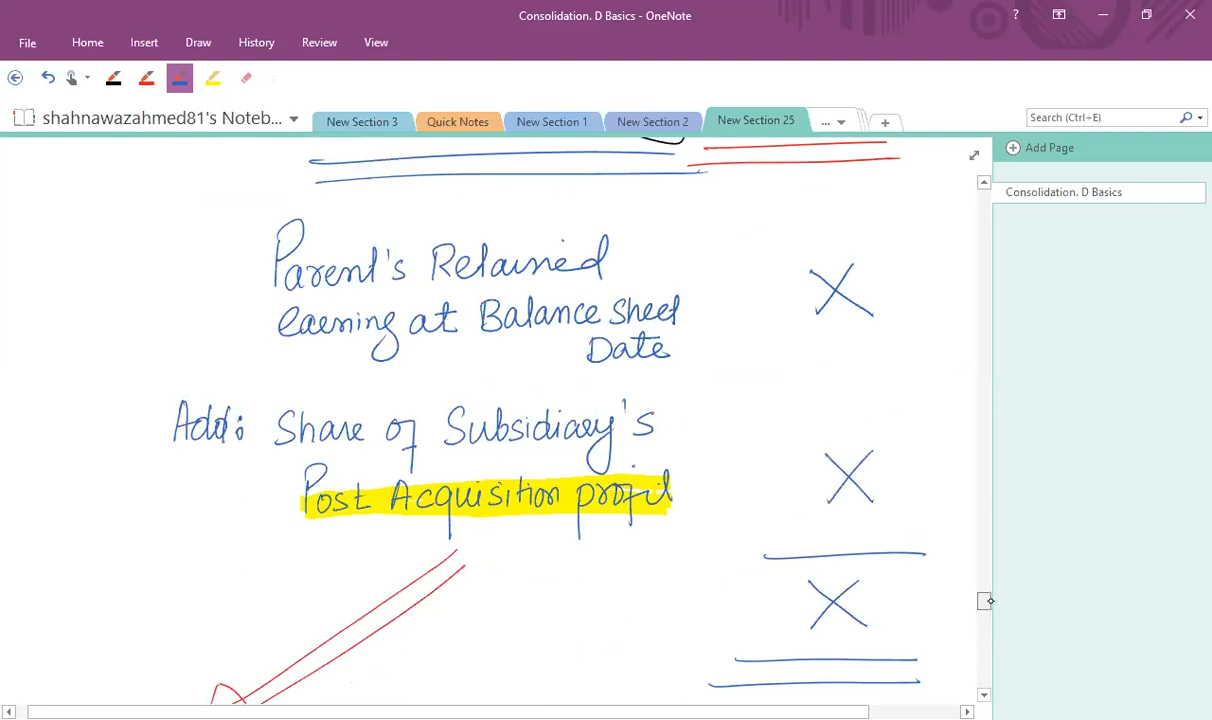 Consolidation. D Basics - OneNote
?
File Home Insert Draw History Review View
shahnawazahmed81's Noteb...
New Section 3 Quick Notes New Section 1 New Section 2 New Section 25 ...
Search (Ctrl+E)
Add Page
Consolidation. D Basics
Parent's Retained
earning at Balance sheet
Date
X
Add: Share of Subsidiary's
Post Acquisition profit
X
X